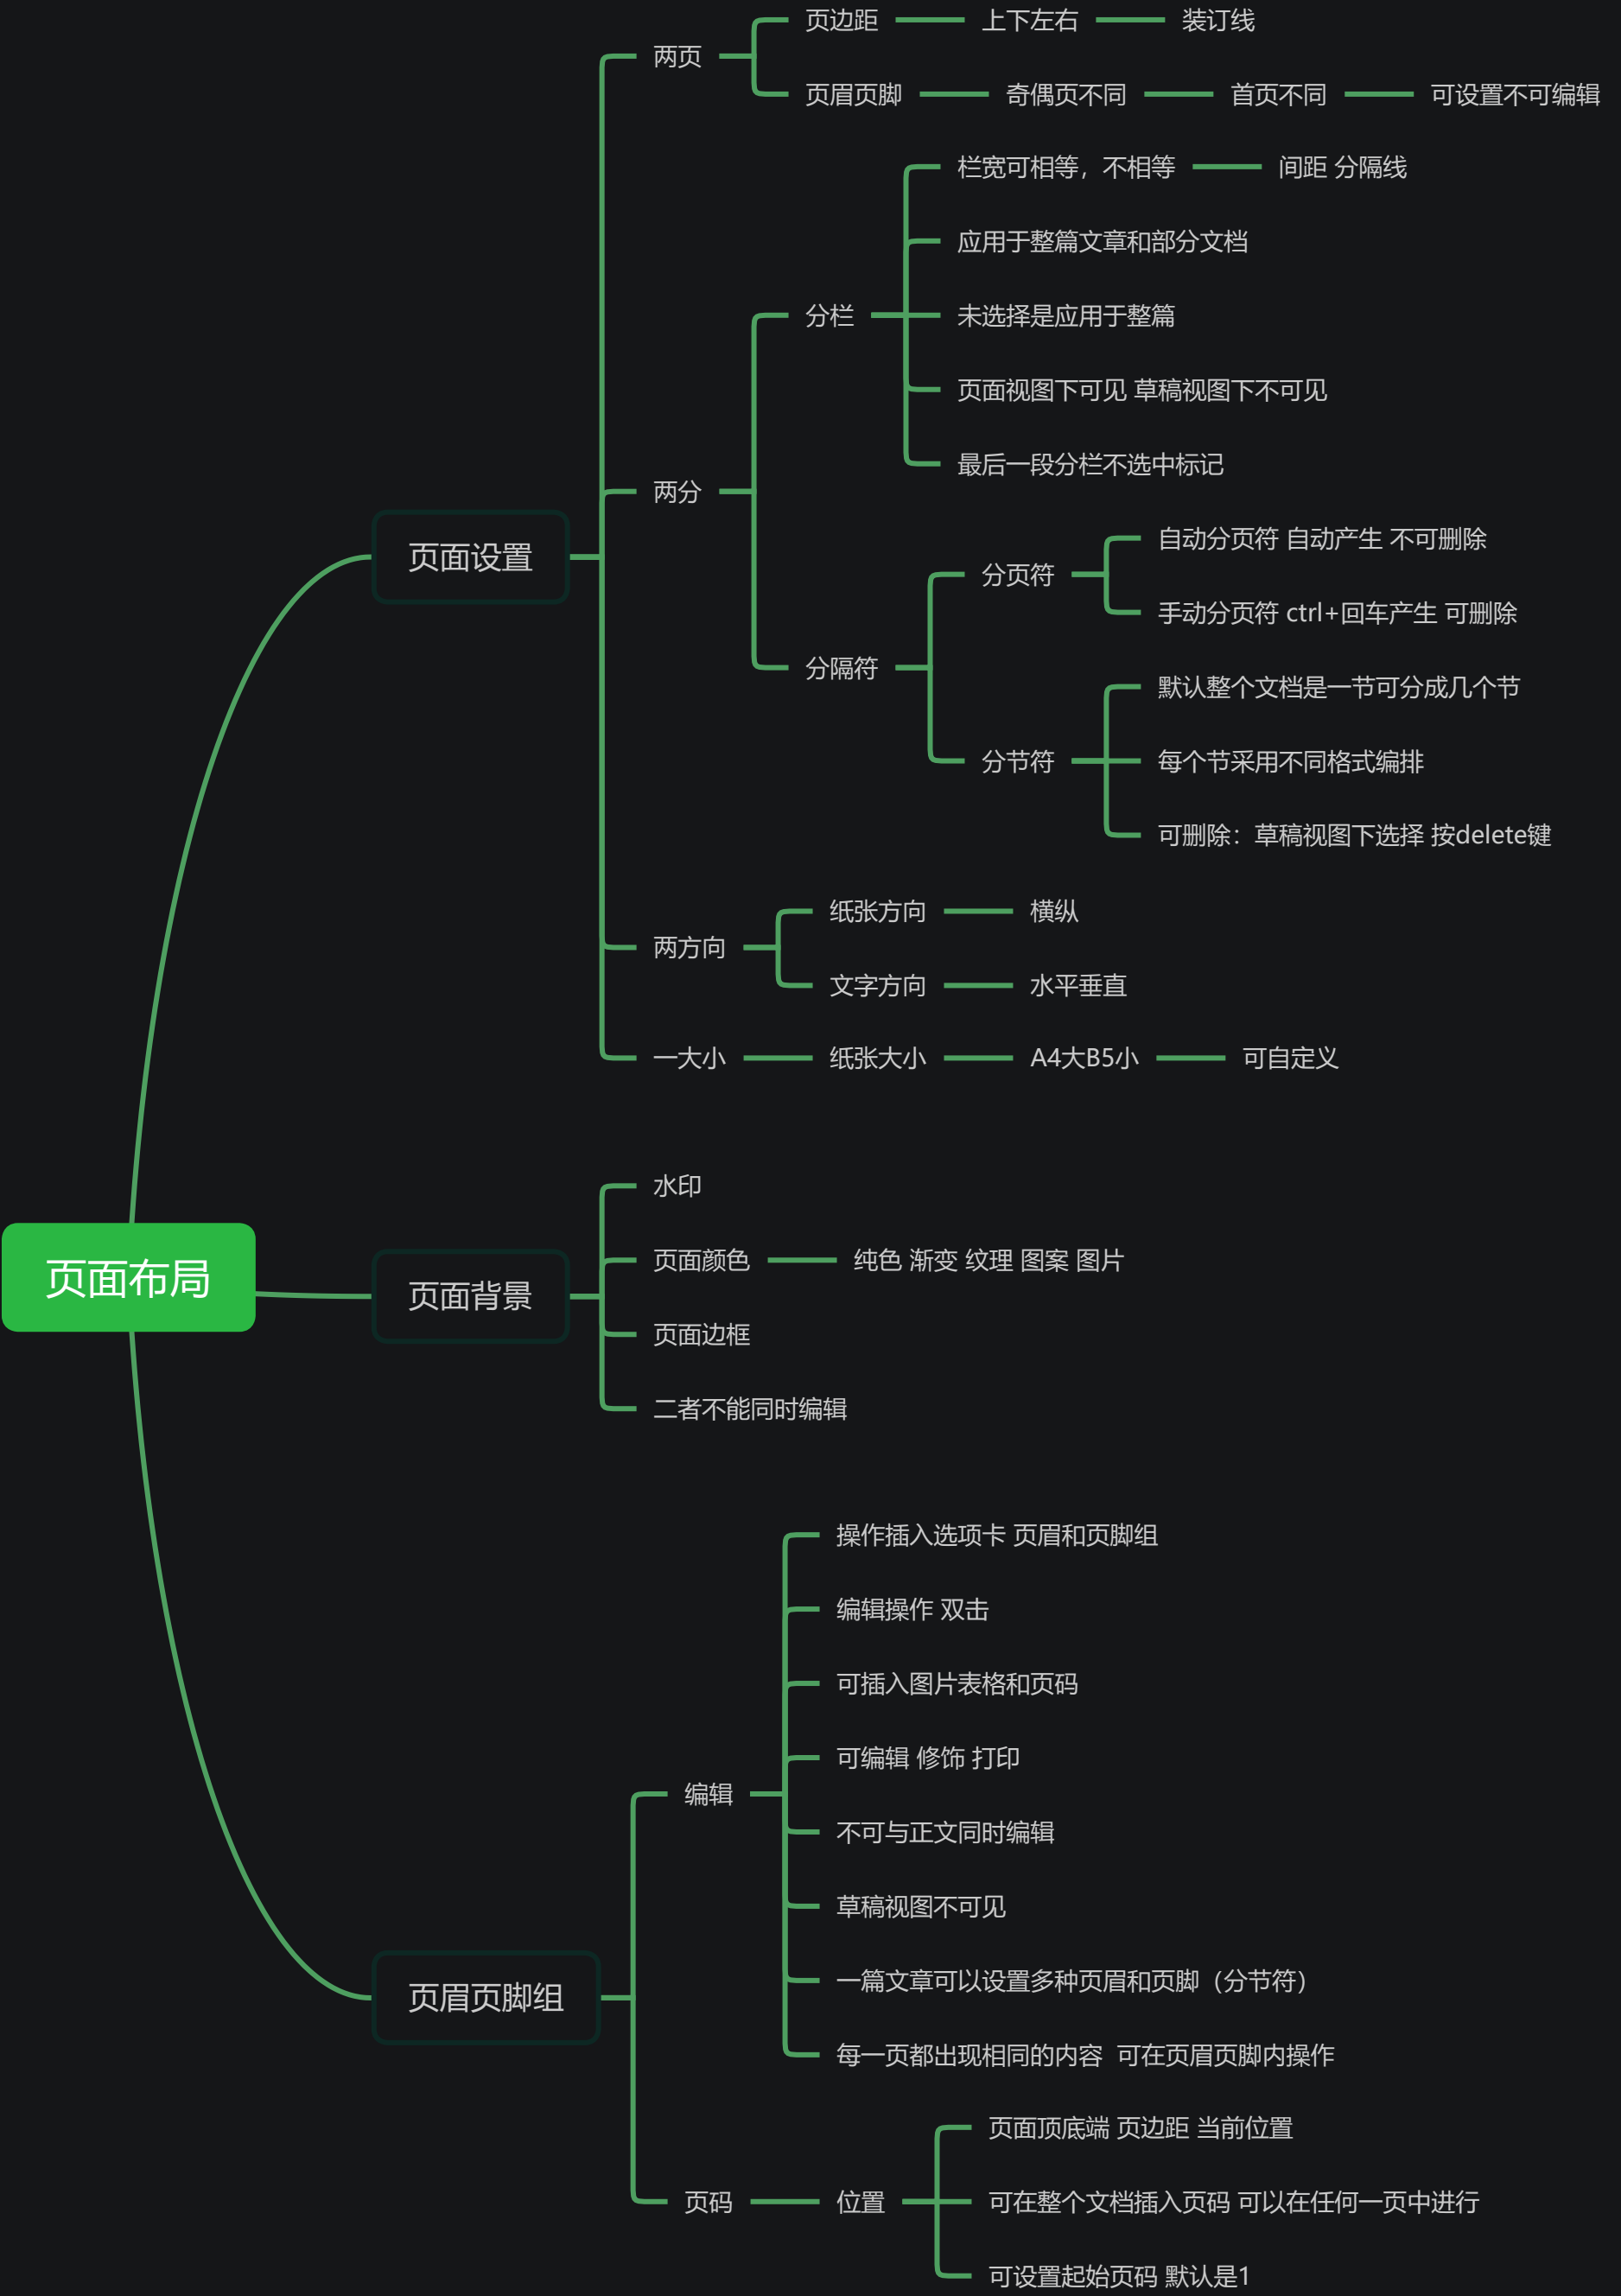 页面布局
页面设置
两页
页边距
上下左右
装订线
页眉页脚
奇偶页不同
首页不同
可设置不可编辑
两分
分栏
栏宽可相等，不相等
间距 分隔线
应用于整篇文章和部分文档
未选择是应用于整篇
页面视图下可见 草稿视图下不可见
最后一段分栏不选中标记
分隔符
分页符
自动分页符 自动产生 不可删除
手动分页符 ctrl+回车产生 可删除
分节符
默认整个文档是一节可分成几个节
每个节采用不同格式编排
可删除：草稿视图下选择 按delete键
两方向
纸张方向
横纵
文字方向
水平垂直
一大小
纸张大小
A4大B5小
可自定义
页面背景
水印
页面颜色
纯色 渐变 纹理 图案 图片
页面边框
二者不能同时编辑
页眉页脚组
编辑
操作插入选项卡 页眉和页脚组
编辑操作 双击
可插入图片表格和页码
可编辑 修饰 打印
不可与正文同时编辑
草稿视图不可见
一篇文章可以设置多种页眉和页脚（分节符）
每一页都出现相同的内容  可在页眉页脚内操作
页码
位置
页面顶底端 页边距 当前位置
可在整个文档插入页码 可以在任何一页中进行
可设置起始页码 默认是1